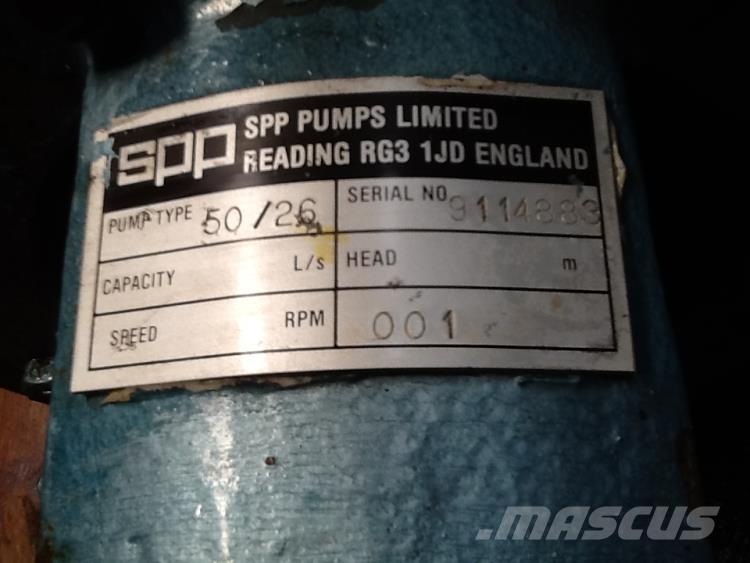 spp SPP PUMPS LIMITED
READING RG3 1JD ENGLAND
PUMP TYPE 50/26 SERIAL NO 9114883
CAPACITY L/s HEAD m
SPEED RPM 001
.MASCUS